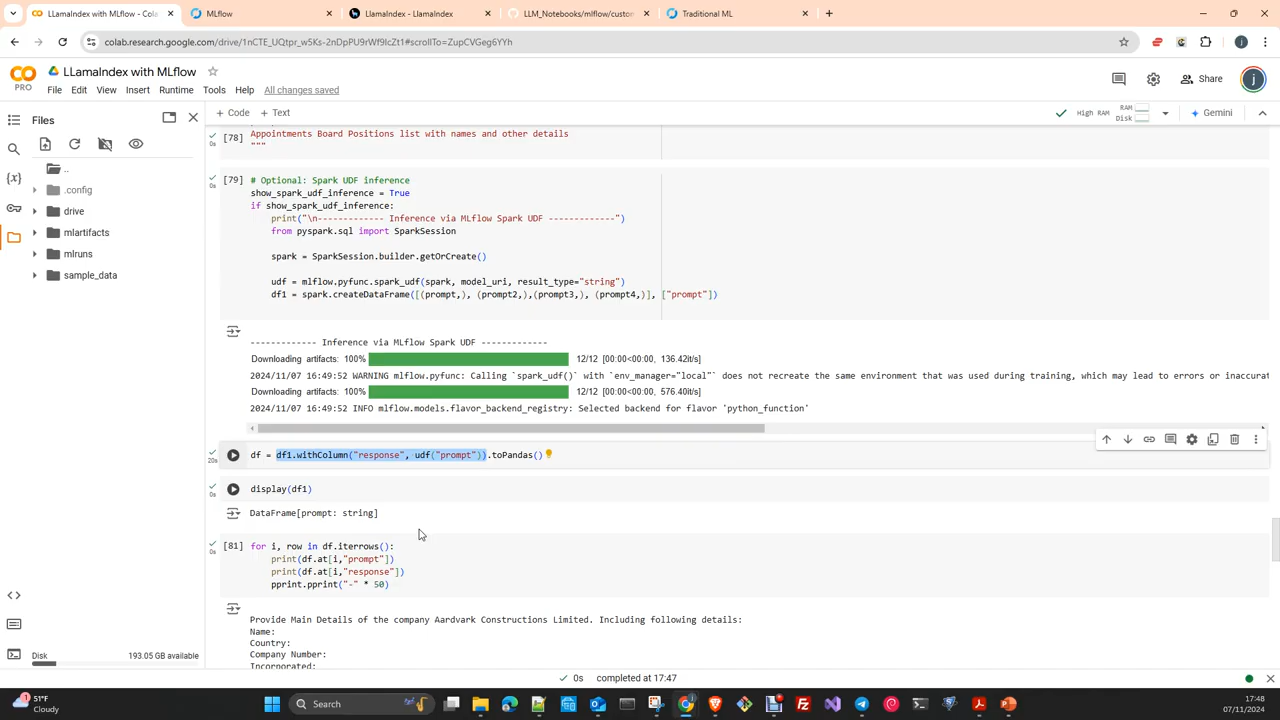 LLamaIndex with MLflow - Cola
MLflow
LlamaIndex - LlamaIndex
LLM_Notebooks/mlflow/custom
Traditional ML
colab.research.google.com/drive/1nCTE_UQtpr_w5Ks-2nDpPU9rWf9IcZt1#scrollTo=ZupCVGeg6YYh
PRO
LLamaIndex with MLflow
File Edit View Insert Runtime Tools Help All changes saved
Share
j
Files
+ Code + Text
High RAM
RAM
Disk
Gemini
..
.config
drive
mlartifacts
mlruns
sample_data
Disk
193.05 GB available
[78]
0s
Appointments Board Positions list with names and other details
"""
[79]
0s
# Optional: Spark UDF inference
show_spark_udf_inference = True
if show_spark_udf_inference:
print("\n------------ Inference via MLflow Spark UDF ------------")
from pyspark.sql import SparkSession
spark = SparkSession.builder.getOrCreate()
udf = mlflow.pyfunc.spark_udf(spark, model_uri, result_type="string")
df1 = spark.createDataFrame([(prompt,), (prompt2,),(prompt3,), (prompt4,)], ["prompt"])
------------ Inference via MLflow Spark UDF ------------
Downloading artifacts: 100% 12/12 [00:00<00:00, 136.42it/s]
2024/11/07 16:49:52 WARNING mlflow.pyfunc: Calling `spark_udf()` with `env_manager="local"` does not recreate the same environment that was used during training, which may lead to errors or inaccurat
Downloading artifacts: 100% 12/12 [00:00<00:00, 576.40it/s]
2024/11/07 16:49:52 INFO mlflow.models.flavor_backend_registry: Selected backend for flavor 'python_function'
20s
df = df1.withColumn("response", udf("prompt")).toPandas()
0s
display(df1)
DataFrame[prompt: string]
[81]
0s
for i, row in df.iterrows():
print(df.at[i,"prompt"])
print(df.at[i,"response"])
pprint.pprint("-" * 50)
Provide Main Details of the company Aardvark Constructions Limited. Including following details:
Name:
Country:
Company Number:
Incorporated:
0s completed at 17:47
51°F
Cloudy
Search
17:48
07/11/2024